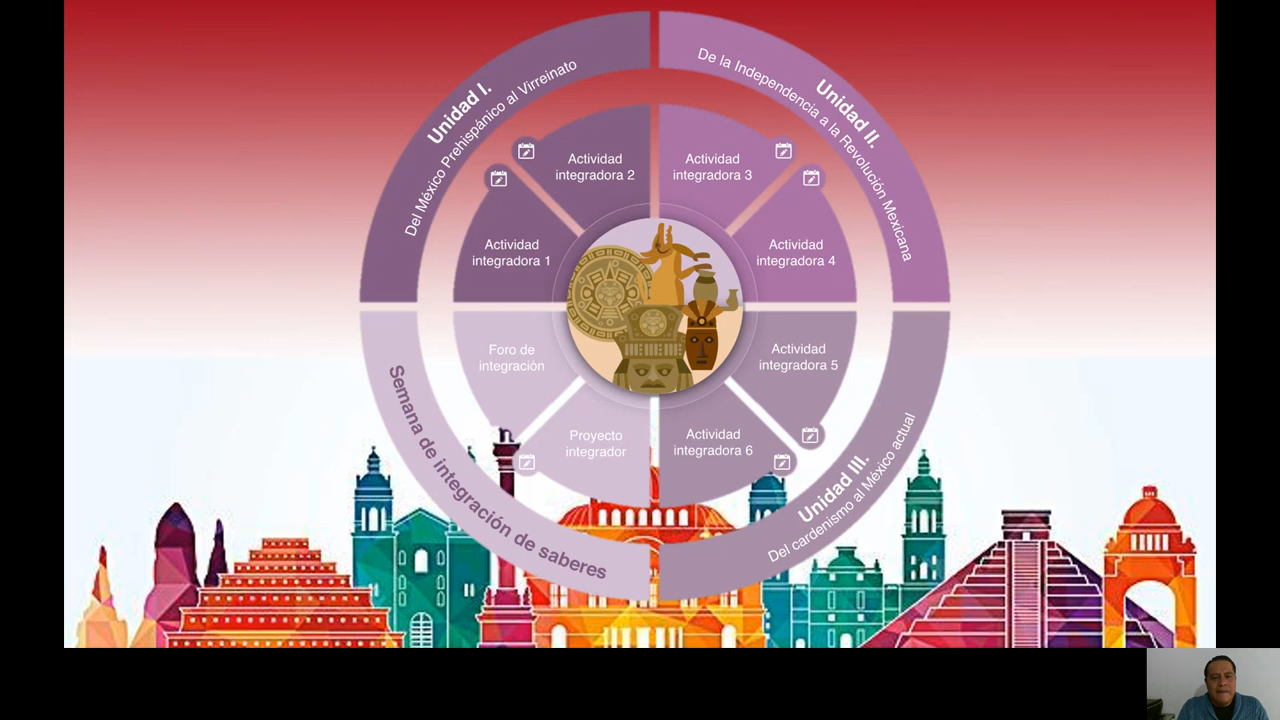 Unidad I.
Del México Prehispánico al Virreinato
Actividad
integradora 1
Actividad
integradora 2
Unidad II.
De la Independencia a la Revolución Mexicana
Actividad
integradora 3
Actividad
integradora 4
Unidad III.
Del cardenismo al México actual
Actividad
integradora 5
Actividad
integradora 6
Semana de integración de saberes
Foro de
integración
Proyecto
integrador